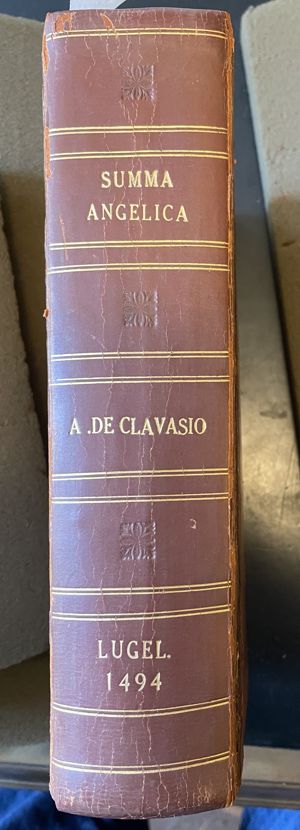 SUMMA
ANGELICA
A .DE CLAVASIO
LUGEL.
1494